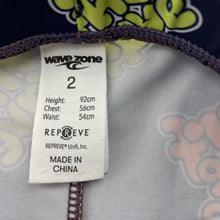 wave zone
2
Height: 92cm
Chest: 56cm
Waist: 54cm
REPREVE
REPREVE® Unifi, Inc.
MADE IN
CHINA